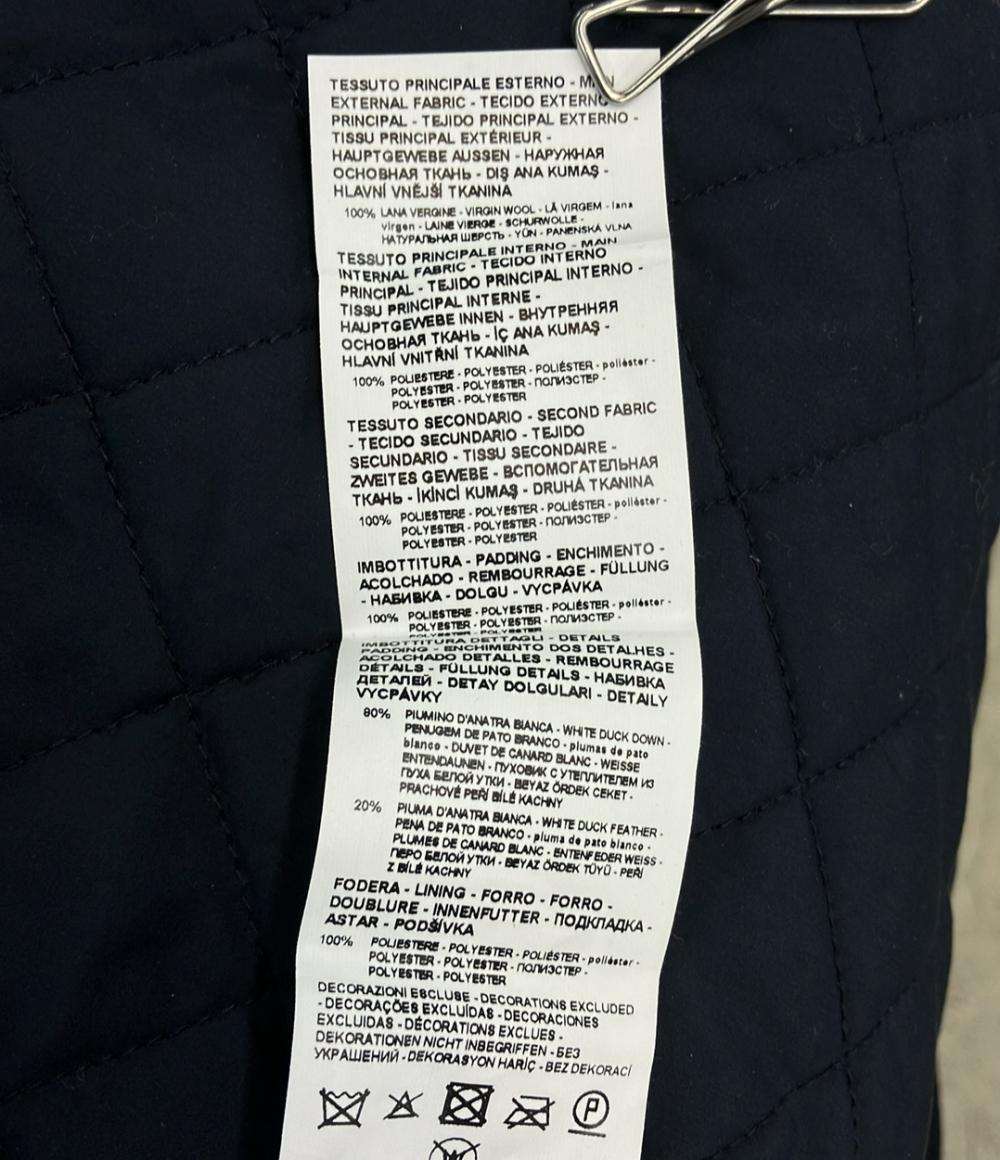 TESSUTO PRINCIPALE ESTERNO - MAIN
EXTERNAL FABRIC - TECIDO EXTERNO
PRINCIPAL - TEJIDO PRINCIPAL EXTERNO -
TISSU PRINCIPAL EXTÉRIEUR -
HAUPTGEWEBE AUSSEN - НАРУЖНАЯ
ОСНОВНАЯ ТКАНЬ - DIŞ ANA KUMAŞ -
HLAVNÍ VNĚJŠÍ TKANINA
100% LANA VERGINE - VIRGIN WOOL - LÃ VIRGEM - lana
virgen - LAINE VIERGE - SCHURWOLLE -
НАТУРАЛЬНАЯ ШЕРСТЬ - YÜN - PANENSKÁ VLNA
TESSUTO PRINCIPALE INTERNO - MAIN
INTERNAL FABRIC - TECIDO INTERNO
PRINCIPAL - TEJIDO PRINCIPAL INTERNO -
TISSU PRINCIPAL INTERNE -
HAUPTGEWEBE INNEN - ВНУТРЕННЯЯ
ОСНОВНАЯ ТКАНЬ - İÇ ANA KUMAŞ -
HLAVNÍ VNITŘNÍ TKANINA
100% POLIESTERE - POLYESTER - POLIÉSTER - poliéster -
POLYESTER - POLYESTER - ПОЛИЭСТЕР -
POLYESTER - POLYESTER
TESSUTO SECONDARIO - SECOND FABRIC
- TECIDO SECUNDARIO - TEJIDO
SECUNDARIO - TISSU SECONDAIRE -
ZWEITES GEWEBE - ВСПОМОГАТЕЛЬНАЯ
ТКАНЬ - İKİNCİ KUMAŞ - DRUHÁ TKANINA
100% POLIESTERE - POLYESTER - POLIÉSTER - poliéster -
POLYESTER - POLYESTER - ПОЛИЭСТЕР -
POLYESTER - POLYESTER
IMBOTTITURA - PADDING - ENCHIMENTO -
ACOLCHADO - REMBOURRAGE - FÜLLUNG
- НАБИВКА - DOLGU - VYCPÁVKA
100% POLIESTERE - POLYESTER - POLIÉSTER - poliéster -
POLYESTER - POLYESTER - ПОЛИЭСТЕР -
POLYESTER - POLYESTER
IMBOTTITURA DETTAGLI - DETAILS
PADDING - ENCHIMENTO DOS DETALHES -
ACOLCHADO DETALLES - REMBOURRAGE
DÉTAILS - FÜLLUNG DETAILS - НАБИВКА
ДЕТАЛЕЙ - DETAY DOLGULARI - DETAILY
VYCPÁVKY
80% PIUMINO D'ANATRA BIANCA - WHITE DUCK DOWN -
PENUGEM DE PATO BRANCO - plumas de pato
blanco - DUVET DE CANARD BLANC - WEISSE
ENTENDAUNEN - ПУХОВИК С УТЕПЛИТЕЛЕМ ИЗ
ПУХА БЕЛОЙ УТКИ - BEYAZ ÖRDEK CEKET -
PRACHOVÉ PEŘÍ BÍLÉ KACHNY
20% PIUMA D'ANATRA BIANCA - WHITE DUCK FEATHER -
PENA DE PATO BRANCO - pluma de pato blanco -
PLUMES DE CANARD BLANC - ENTENFEDER WEISS -
ПЕРО БЕЛОЙ УТКИ - BEYAZ ÖRDEK TÜYÜ - PEŘÍ
Z BÍLÉ KACHNY
FODERA - LINING - FORRO - FORRO -
DOUBLURE - INNENFUTTER - ПОДКЛАДКА -
ASTAR - PODŠÍVKA
100% POLIESTERE - POLYESTER - POLIÉSTER - poliéster -
POLYESTER - POLYESTER - ПОЛИЭСТЕР -
POLYESTER - POLYESTER
DECORAZIONI ESCLUSE - DECORATIONS EXCLUDED
- DECORAÇÕES EXCLUÍDAS - DECORACIONES
EXCLUIDAS - DÉCORATIONS EXCLUES -
DEKORATIONEN NICHT INBEGRIFFEN - БЕЗ
УКРАШЕНИЙ - DEKORASYON HARİÇ - BEZ DEKORACÍ
P
W